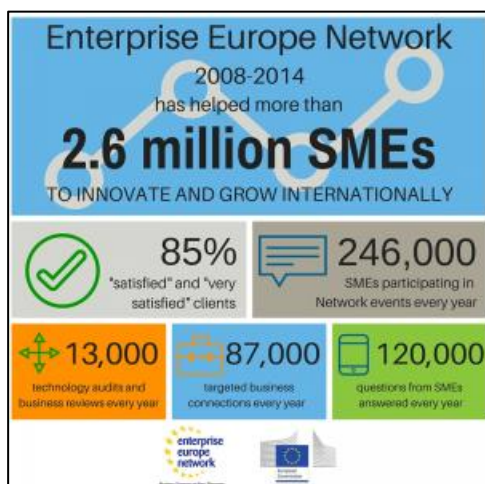 Enterprise Europe Network
2008-2014
has helped more than
2.6 million SMEs
TO INNOVATE AND GROW INTERNATIONALLY
85%
"satisfied" and "very
satisfied" clients
246,000
SMEs participating in
Network events every year
13,000
technology audits and
business reviews every year
87,000
targeted business
connections every year
120,000
questions from SMEs
answered every year
enterprise
europe
network
European
Commission